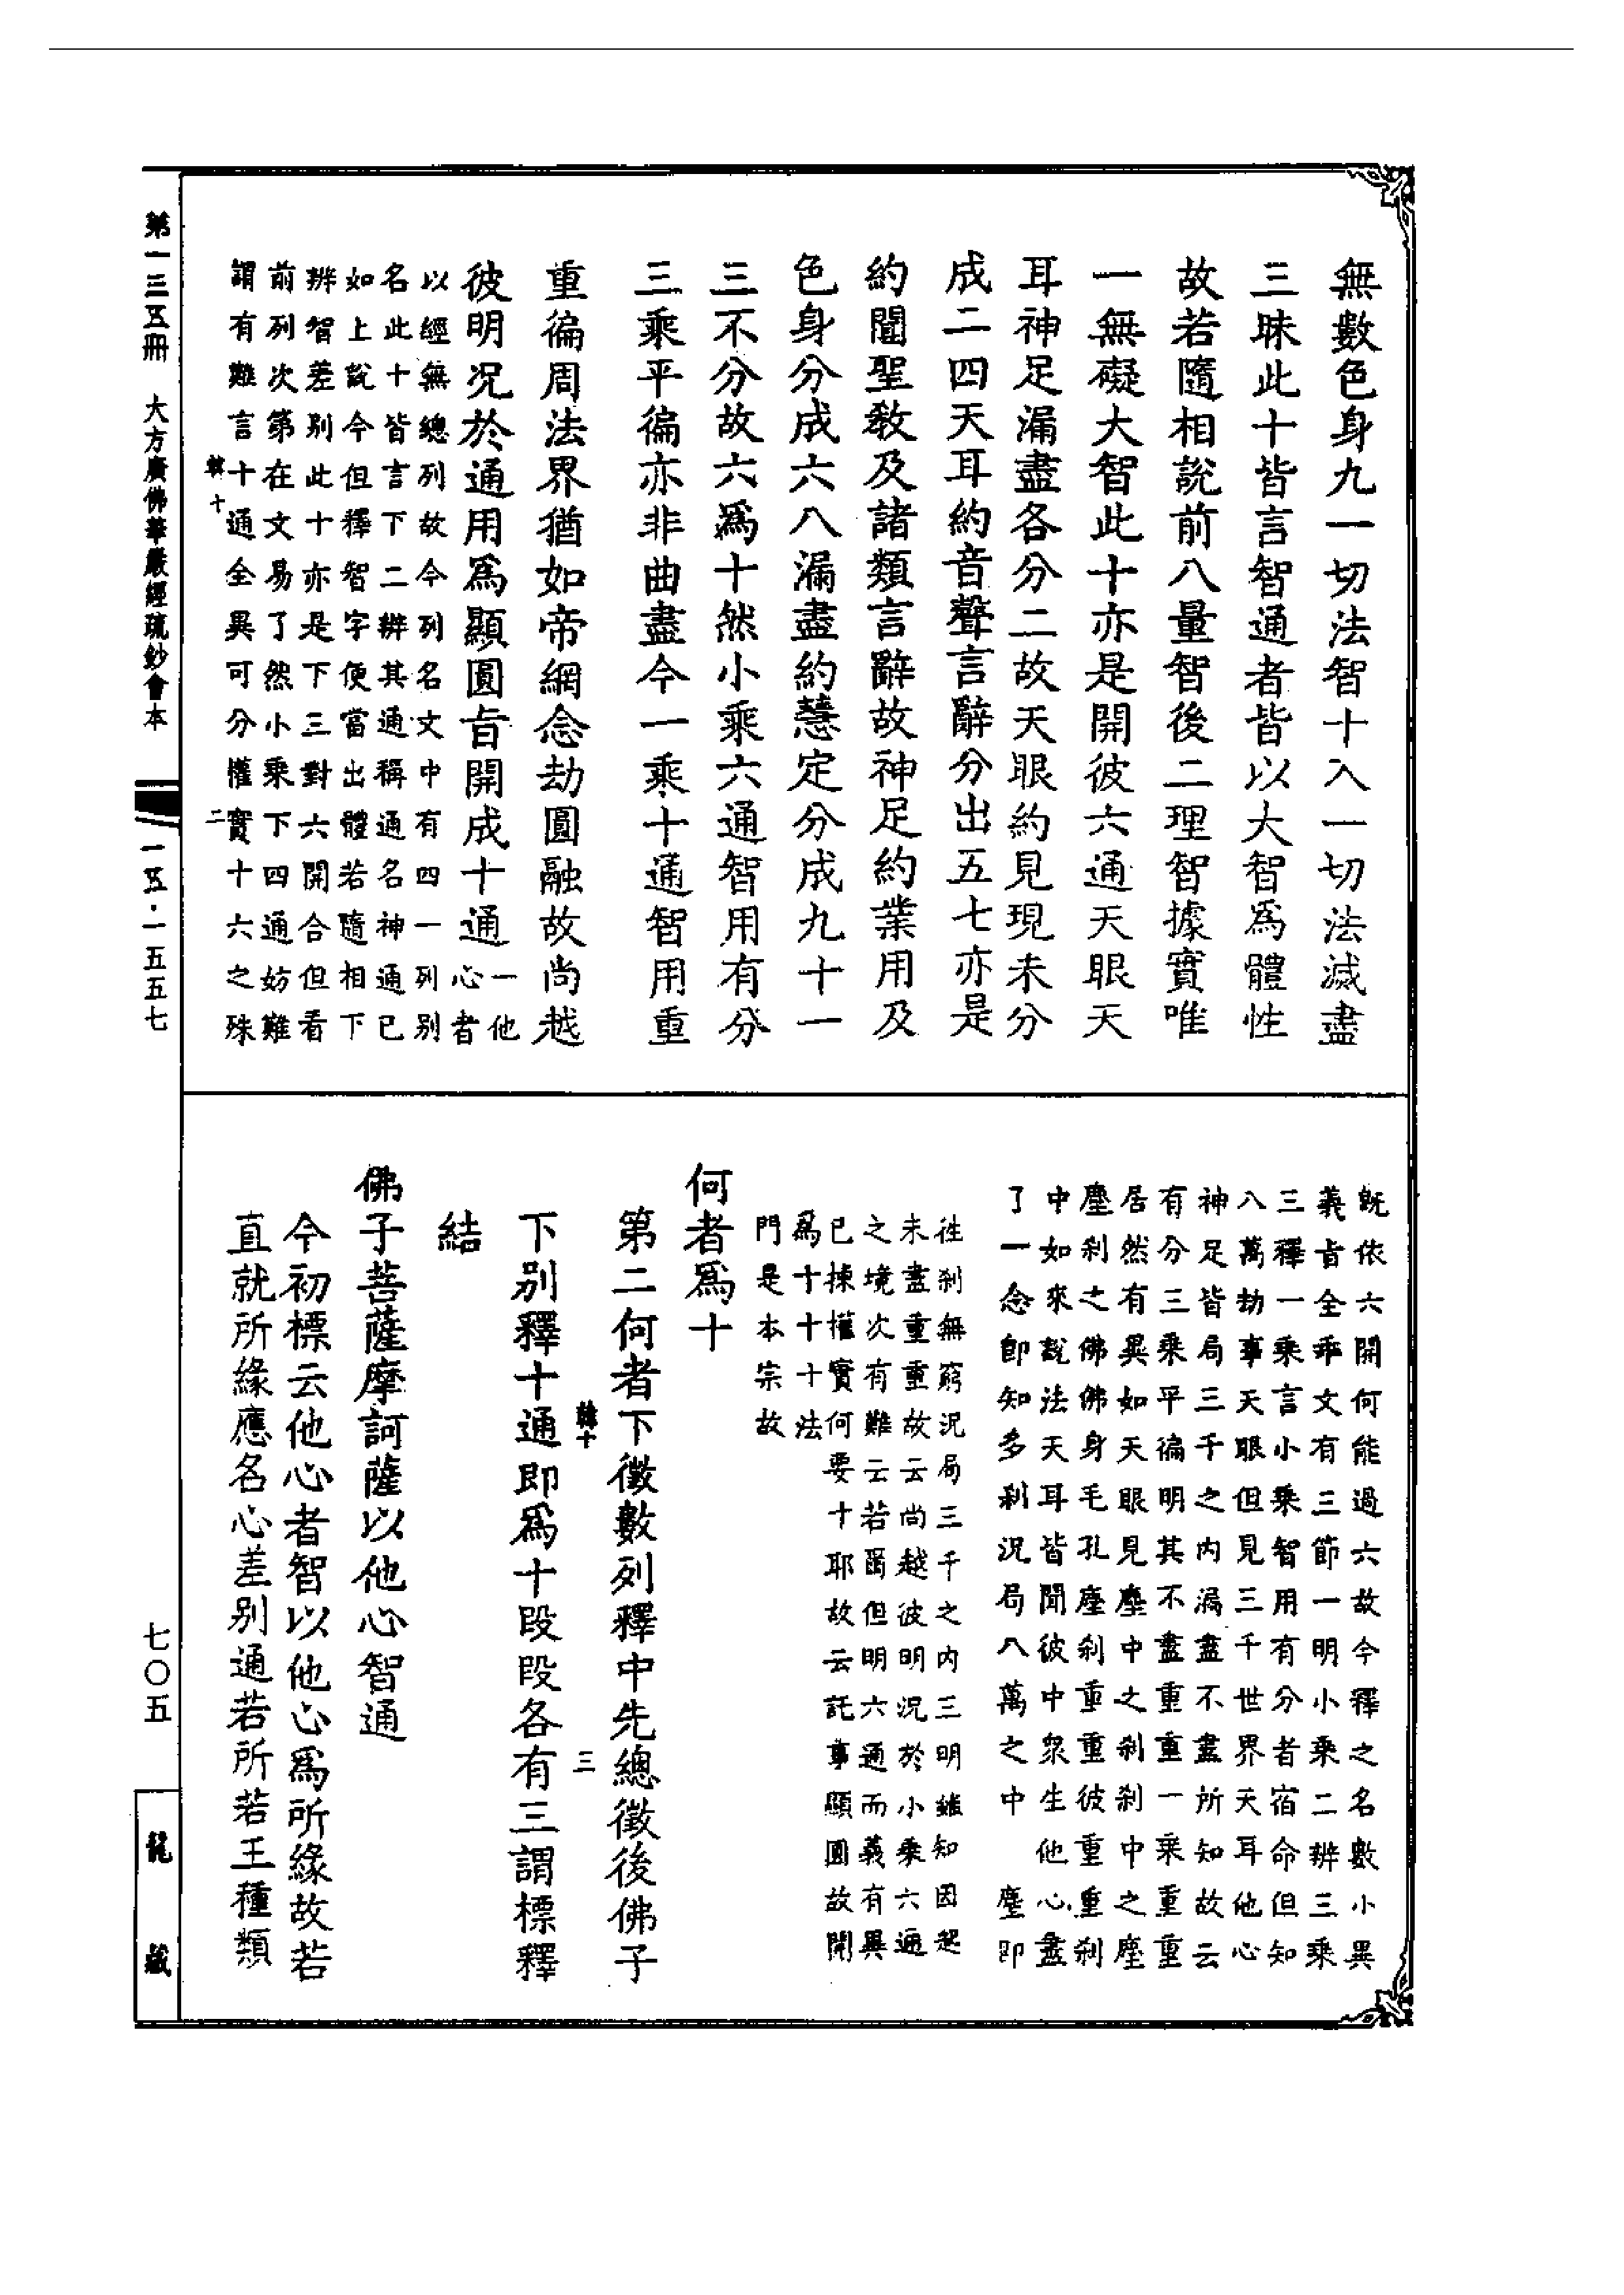 無數色身九一切法智十入一切法滅盡
三昧此十皆言智通者皆以大智爲體性
故若隨相說前八量智後二理智據實唯
一無礙大智此十亦是開彼六通天眼天
耳神足漏盡各分二故天眼約見現未分
成二四天耳約音聲言辭分出五七亦是
約聞聖教及諸類言辭故神足約業用及
色身分成六八漏盡約慧定分成九十一
三不分故六爲十然小乘六通智用有分
三乘平徧亦非曲盡今一乘十通智用重
重徧周法界猶如帝網念劫圓融故尚越
彼明況於通用爲顯圓旨開成十通一他
心者
以經無總列故今列名文中有四一列別
名此十皆言下二辨其通稱通名神通已
如上說今但釋智字便當出體若隨相下
辨智差別此十亦是下三對六開合但看
前列次第在文易了然小乘下四通妨難
謂有難言十通全異可分權實十六之殊
韓十
二
既依六開何能過六故今釋之名數小異
義旨全乖文有三節一明小乘二辨三乘
三釋一乘言小乘智用有分者宿命但知
八萬劫事天眼但見三千世界天耳他心
神足皆局三千之內漏盡不盡所知故云
有分三乘平徧明其不盡重重一乘重重
居然有異如天眼見塵中之刹刹中之塵
塵刹之佛佛身毛孔塵刹重重彼重重刹
中如來說法天耳皆聞彼中衆生他心盡
了一念卽知多刹況局八萬之中塵卽
徃刹無窮況局三千之內三明雖知因起
未盡重重故云尚越彼明況於小乘六通
之境次有難云若爾但明六通而義有異
已揀權實何要十耶故云託事顯圓故開
爲十十十法
門是本宗故
何者爲十
第二何者下徵數列釋中先總徵後佛子
韓十
三
下別釋十通即爲十段段各有三謂標釋
結
佛子菩薩摩訶薩以他心智通
今初標云他心者智以他心爲所緣故若
直就所緣應名心差別通若所若王種類
第一三五冊 大方廣佛華嚴經疏鈔會本
一五·一五五七
七〇五
龍藏